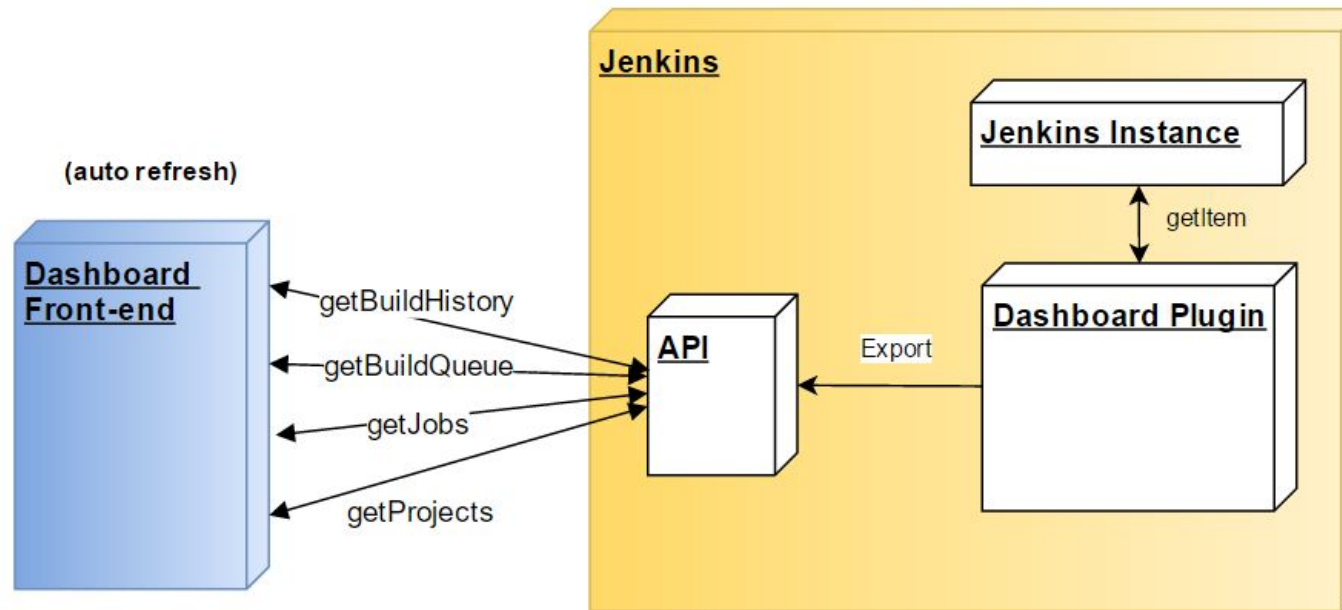 Jenkins
Jenkins Instance
(auto refresh)
getItem
Dashboard
Front-end
getBuildHistory
Dashboard Plugin
API
Export
getBuildQueue
getJobs
getProjects